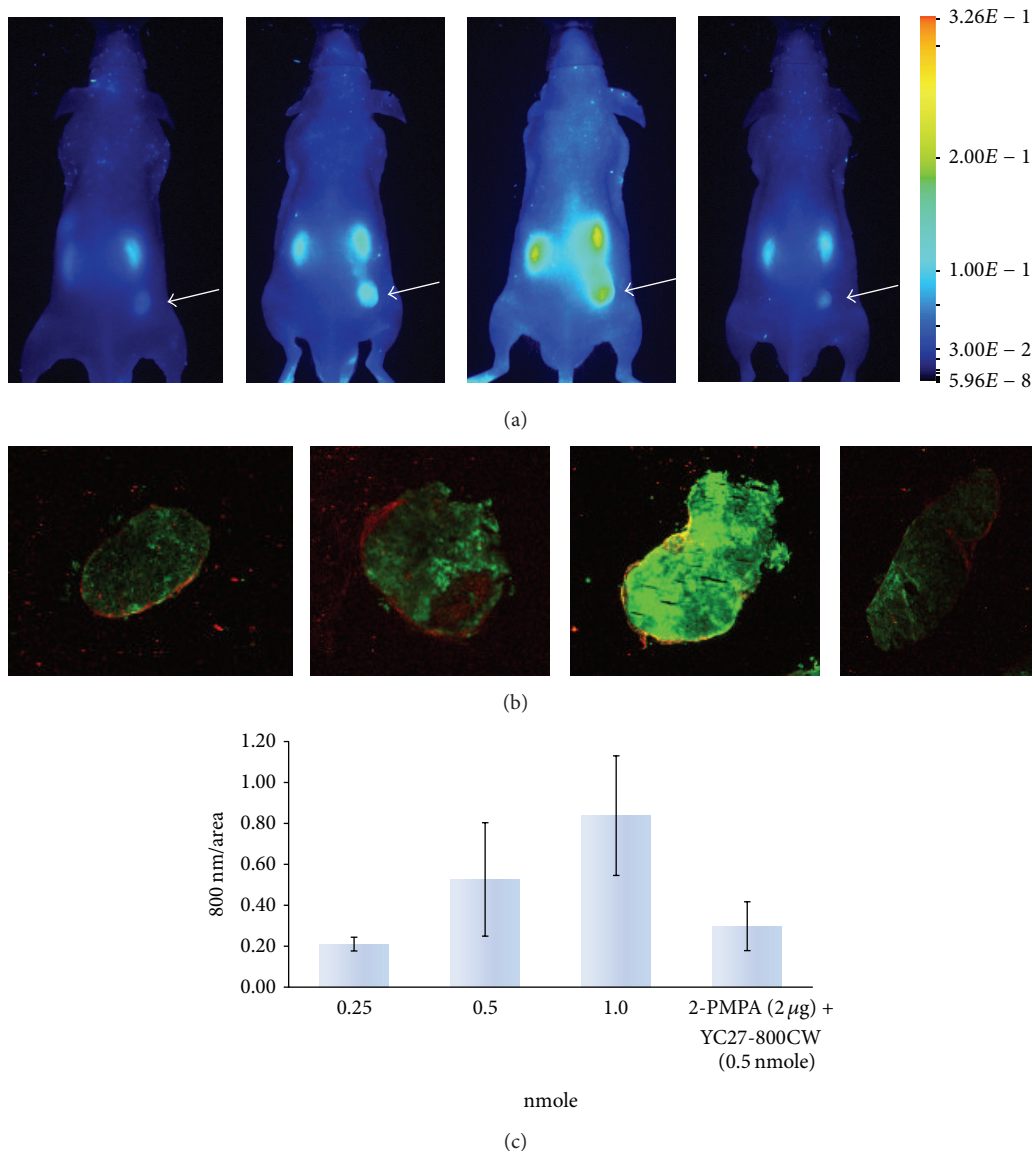 3.26E − 1
2.00E − 1
1.00E − 1
3.00E − 2
5.96E − 8
(a)
(b)
1.20
1.00
0.80
0.60
0.40
0.20
0.00
800 nm/area
0.25
0.5
1.0
2-PMPA (2 μg) +
YC27-800CW
(0.5 nmole)
nmole
(c)